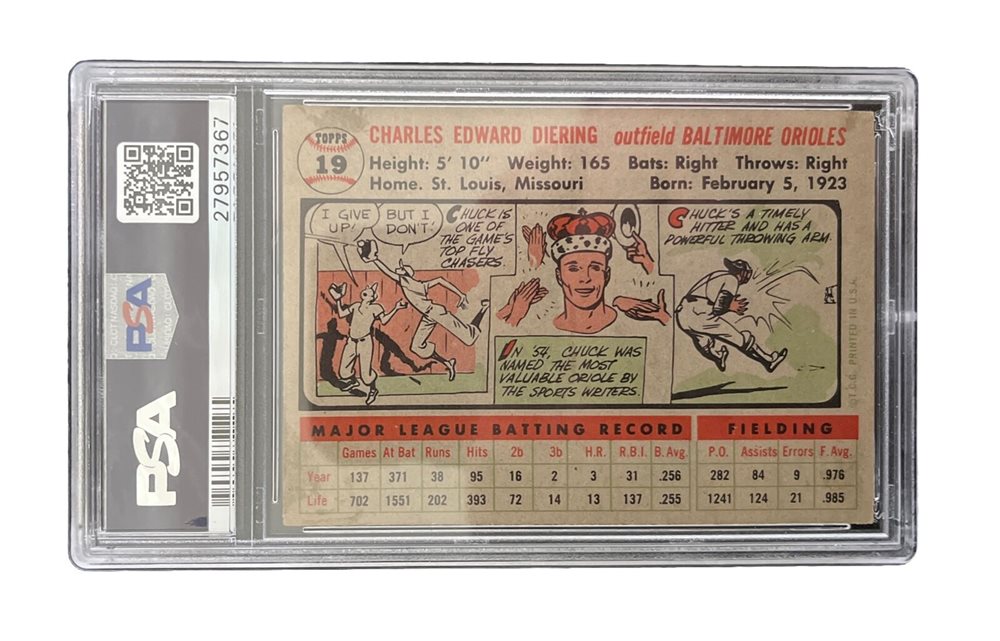 27957367
PSA
PSA
TOPPS
19
CHARLES EDWARD DIERING outfield BALTIMORE ORIOLES
Height: 5' 10" Weight: 165 Bats: Right Throws: Right
Home. St. Louis, Missouri Born: February 5, 1923
I GIVE
UP!
BUT I
DON'T!
CHUCK IS
ONE OF
THE GAME'S
TOP FLY
CHASERS.
IN '54, CHUCK WAS
NAMED THE MOST
VALUABLE ORIOLE BY
THE SPORTS WRITERS.
CHUCK'S A TIMELY
HITTER AND HAS A
POWERFUL THROWING ARM.
©T.C.G. PRINTED IN U.S.A.
MAJOR LEAGUE BATTING RECORD FIELDING
Games At Bat Runs Hits 2b 3b H.R. R.B.I. B. Avg. P.O. Assists Errors F. Avg.
Year 137 371 38 95 16 2 3 31 .256 282 84 9 .976
Life 702 1551 202 393 72 14 13 137 .255 1241 124 21 .985